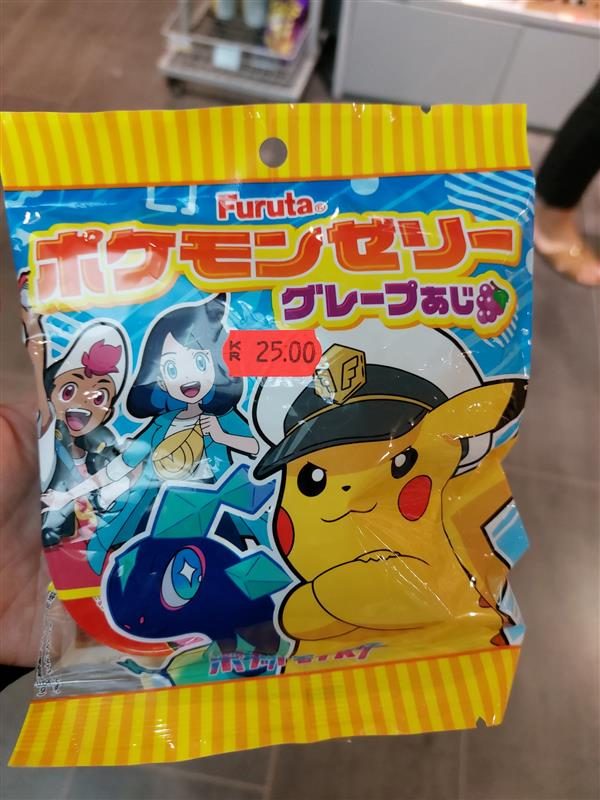 Furuta®
ポケモンゼリー
グレープあじ
KR 25.00
F